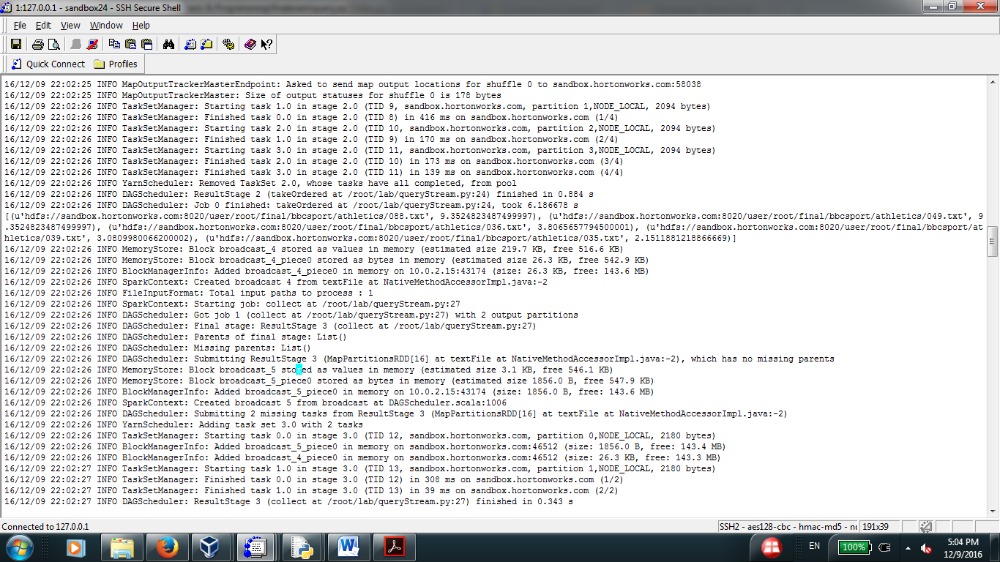 1:127.0.0.1 - sandbox24 - SSH Secure Shell
File Edit View Window Help
Quick Connect Profiles
16/12/09 22:02:25 INFO MapOutputTrackerMasterEndpoint: Asked to send map output locations for shuffle 0 to sandbox.hortonworks.com:58038
16/12/09 22:02:25 INFO MapOutputTrackerMaster: Size of output statuses for shuffle 0 is 178 bytes
16/12/09 22:02:26 INFO TaskSetManager: Starting task 1.0 in stage 2.0 (TID 9, sandbox.hortonworks.com, partition 1,NODE_LOCAL, 2094 bytes)
16/12/09 22:02:26 INFO TaskSetManager: Finished task 0.0 in stage 2.0 (TID 8) in 416 ms on sandbox.hortonworks.com (1/4)
16/12/09 22:02:26 INFO TaskSetManager: Starting task 2.0 in stage 2.0 (TID 10, sandbox.hortonworks.com, partition 2,NODE_LOCAL, 2094 bytes)
16/12/09 22:02:26 INFO TaskSetManager: Finished task 1.0 in stage 2.0 (TID 9) in 170 ms on sandbox.hortonworks.com (2/4)
16/12/09 22:02:26 INFO TaskSetManager: Starting task 3.0 in stage 2.0 (TID 11, sandbox.hortonworks.com, partition 3,NODE_LOCAL, 2094 bytes)
16/12/09 22:02:26 INFO TaskSetManager: Finished task 2.0 in stage 2.0 (TID 10) in 173 ms on sandbox.hortonworks.com (3/4)
16/12/09 22:02:26 INFO TaskSetManager: Finished task 3.0 in stage 2.0 (TID 11) in 139 ms on sandbox.hortonworks.com (4/4)
16/12/09 22:02:26 INFO YarnScheduler: Removed TaskSet 2.0, whose tasks have all completed, from pool
16/12/09 22:02:26 INFO DAGScheduler: ResultStage 2 (takeOrdered at /root/lab/queryStream.py:24) finished in 0.884 s
16/12/09 22:02:26 INFO DAGScheduler: Job 0 finished: takeOrdered at /root/lab/queryStream.py:24, took 6.186678 s
[(u'hdfs://sandbox.hortonworks.com:8020/user/root/final/bbcsport/athletics/088.txt', 9.3524823487499997), (u'hdfs://sandbox.hortonworks.com:8020/user/root/final/bbcsport/athletics/049.txt', 9
.3524823487499997), (u'hdfs://sandbox.hortonworks.com:8020/user/root/final/bbcsport/athletics/036.txt', 3.8065657794500001), (u'hdfs://sandbox.hortonworks.com:8020/user/root/final/bbcsport/at
hletics/039.txt', 3.0809980066200002), (u'hdfs://sandbox.hortonworks.com:8020/user/root/final/bbcsport/athletics/035.txt', 2.1511881218866669)]
16/12/09 22:02:26 INFO MemoryStore: Block broadcast_4 stored as values in memory (estimated size 219.7 KB, free 516.6 KB)
16/12/09 22:02:26 INFO MemoryStore: Block broadcast_4_piece0 stored as bytes in memory (estimated size 26.3 KB, free 542.9 KB)
16/12/09 22:02:26 INFO BlockManagerInfo: Added broadcast_4_piece0 in memory on 10.0.2.15:43174 (size: 26.3 KB, free: 143.6 MB)
16/12/09 22:02:26 INFO SparkContext: Created broadcast 4 from textFile at NativeMethodAccessorImpl.java:-2
16/12/09 22:02:26 INFO FileInputFormat: Total input paths to process : 1
16/12/09 22:02:26 INFO SparkContext: Starting job: collect at /root/lab/queryStream.py:27
16/12/09 22:02:26 INFO DAGScheduler: Got job 1 (collect at /root/lab/queryStream.py:27) with 2 output partitions
16/12/09 22:02:26 INFO DAGScheduler: Final stage: ResultStage 3 (collect at /root/lab/queryStream.py:27)
16/12/09 22:02:26 INFO DAGScheduler: Parents of final stage: List()
16/12/09 22:02:26 INFO DAGScheduler: Missing parents: List()
16/12/09 22:02:26 INFO DAGScheduler: Submitting ResultStage 3 (MapPartitionsRDD[16] at textFile at NativeMethodAccessorImpl.java:-2), which has no missing parents
16/12/09 22:02:26 INFO MemoryStore: Block broadcast_5 stored as values in memory (estimated size 3.1 KB, free 546.1 KB)
16/12/09 22:02:26 INFO MemoryStore: Block broadcast_5_piece0 stored as bytes in memory (estimated size 1856.0 B, free 547.9 KB)
16/12/09 22:02:26 INFO BlockManagerInfo: Added broadcast_5_piece0 in memory on 10.0.2.15:43174 (size: 1856.0 B, free: 143.6 MB)
16/12/09 22:02:26 INFO SparkContext: Created broadcast 5 from broadcast at DAGScheduler.scala:1006
16/12/09 22:02:26 INFO DAGScheduler: Submitting 2 missing tasks from ResultStage 3 (MapPartitionsRDD[16] at textFile at NativeMethodAccessorImpl.java:-2)
16/12/09 22:02:26 INFO YarnScheduler: Adding task set 3.0 with 2 tasks
16/12/09 22:02:26 INFO TaskSetManager: Starting task 0.0 in stage 3.0 (TID 12, sandbox.hortonworks.com, partition 0,NODE_LOCAL, 2180 bytes)
16/12/09 22:02:26 INFO BlockManagerInfo: Added broadcast_5_piece0 in memory on sandbox.hortonworks.com:46512 (size: 1856.0 B, free: 143.4 MB)
16/12/09 22:02:26 INFO BlockManagerInfo: Added broadcast_4_piece0 in memory on sandbox.hortonworks.com:46512 (size: 26.3 KB, free: 143.3 MB)
16/12/09 22:02:27 INFO TaskSetManager: Starting task 1.0 in stage 3.0 (TID 13, sandbox.hortonworks.com, partition 1,NODE_LOCAL, 2180 bytes)
16/12/09 22:02:27 INFO TaskSetManager: Finished task 0.0 in stage 3.0 (TID 12) in 308 ms on sandbox.hortonworks.com (1/2)
16/12/09 22:02:27 INFO TaskSetManager: Finished task 1.0 in stage 3.0 (TID 13) in 39 ms on sandbox.hortonworks.com (2/2)
16/12/09 22:02:27 INFO DAGScheduler: ResultStage 3 (collect at /root/lab/queryStream.py:27) finished in 0.343 s
Connected to 127.0.0.1 SSH2 - aes128-cbc - hmac-md5 - nc 191x39
EN 100% 5:04 PM
12/9/2016